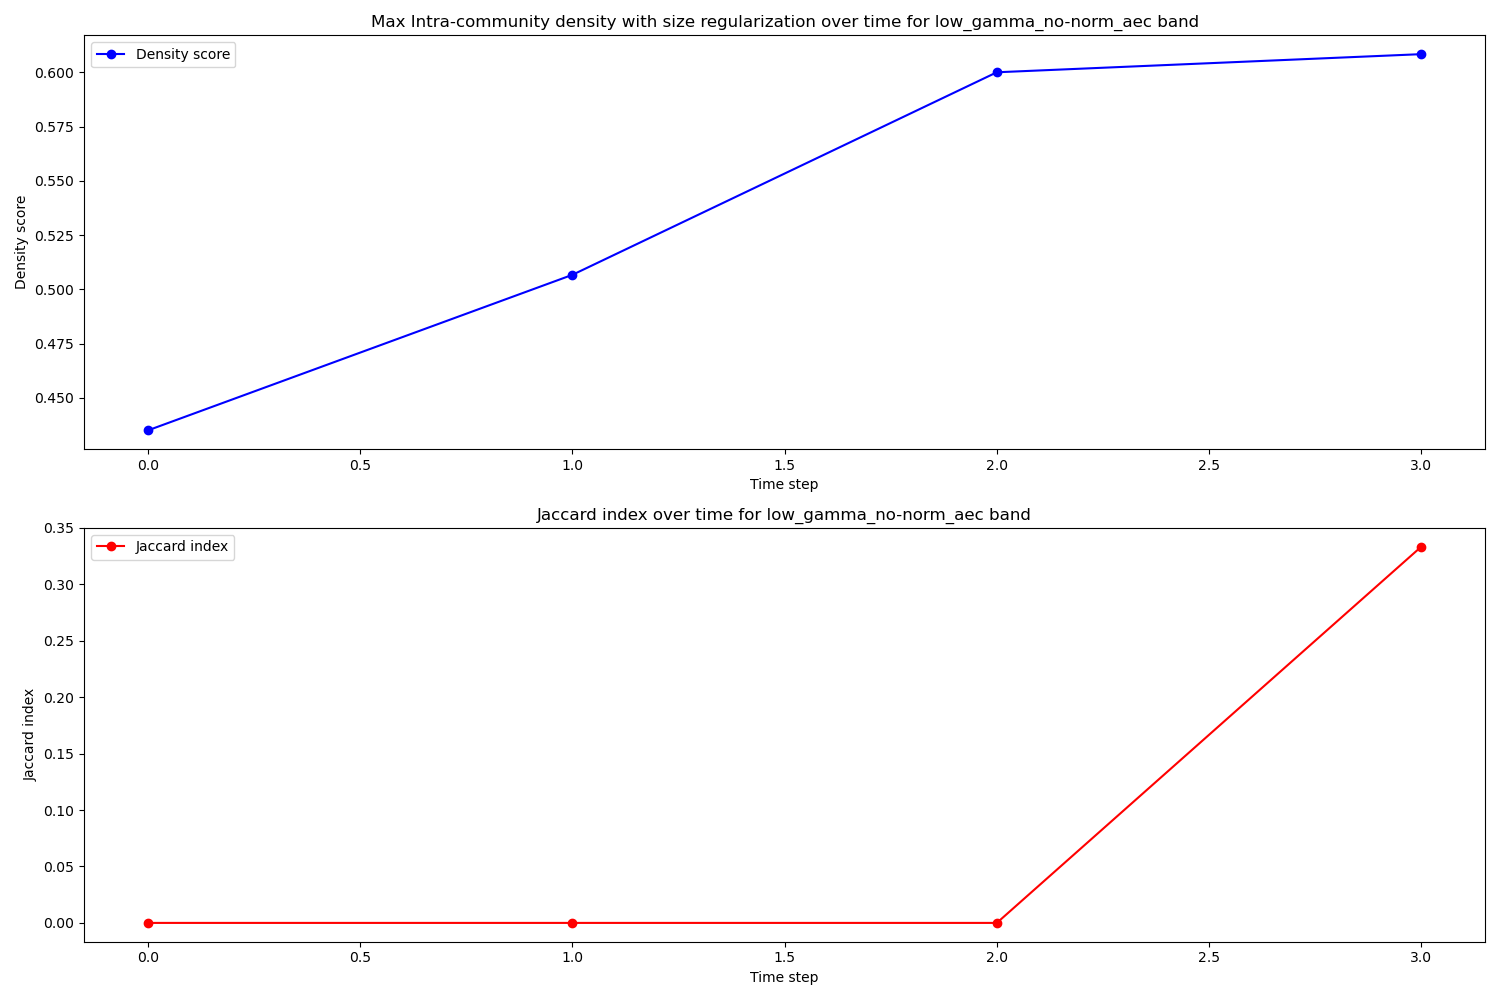 Max Intra-community density with size regularization over time for low_gamma_no-norm_aec band
Density score
0.600
0.575
0.550
0.525
0.500
0.475
0.450
Density score
0.0 0.5 1.0 1.5 2.0 2.5 3.0
Time step
Jaccard index over time for low_gamma_no-norm_aec band
Jaccard index
0.35
0.30
0.25
0.20
0.15
0.10
0.05
0.00
Jaccard index
0.0 0.5 1.0 1.5 2.0 2.5 3.0
Time step